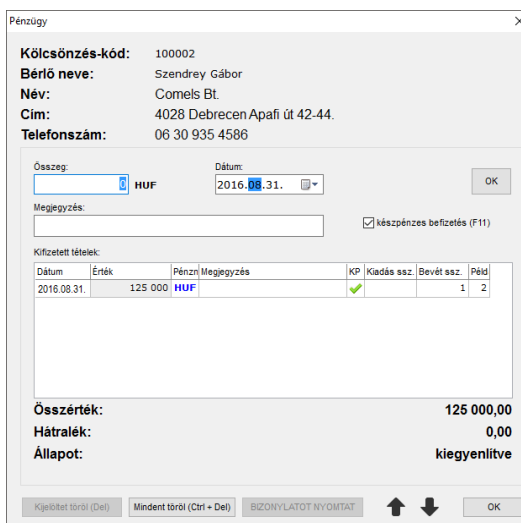 Pénzügy
Kölcsönzés-kód: 100002
Bérlő neve: Szendrey Gábor
Név: Comels Bt.
Cím: 4028 Debrecen Apafi út 42-44.
Telefonszám: 06 30 935 4586
Összeg: Dátum:
0 HUF 2016.08.31. OK
Megjegyzés:
készpénzes befizetés (F11)
Kifizetett tételek:
Dátum Érték Pénzn Megjegyzés KP Kiadás ssz. Bevét ssz. Péld
2016.08.31. 125 000 HUF 1 2
Összérték: 125 000,00
Hátralék: 0,00
Állapot: kiegyenlítve
Kijelöltet töröl (Del) Mindent töröl (Ctrl + Del) BIZONYLATOT NYOMTAT OK